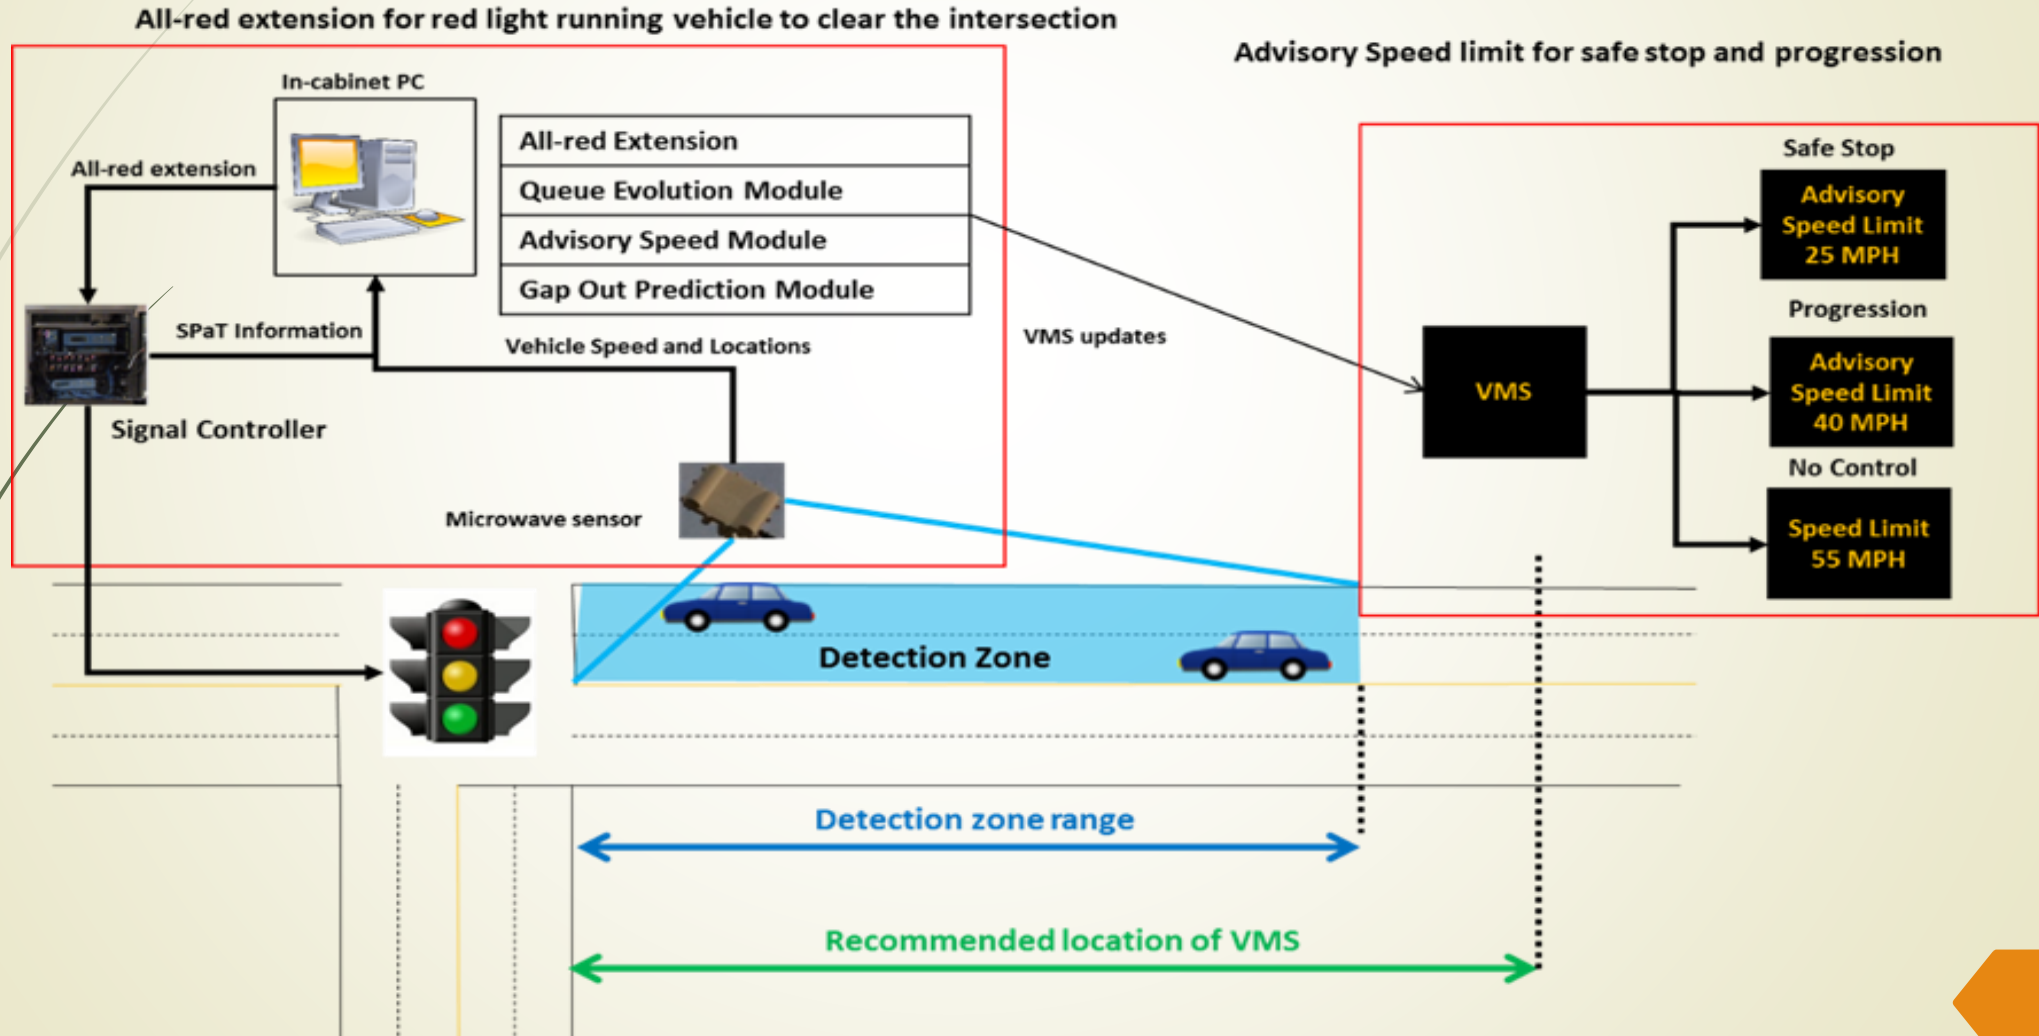 All-red extension for red light running vehicle to clear the intersection
Advisory Speed limit for safe stop and progression
In-cabinet PC
All-red extension
All-red Extension
Queue Evolution Module
Advisory Speed Module
Gap Out Prediction Module
SPaT Information
Vehicle Speed and Locations
Signal Controller
Microwave sensor
VMS updates
VMS
Safe Stop
Advisory
Speed Limit
25 MPH
Progression
Advisory
Speed Limit
40 MPH
No Control
Speed Limit
55 MPH
Detection Zone
Detection zone range
Recommended location of VMS